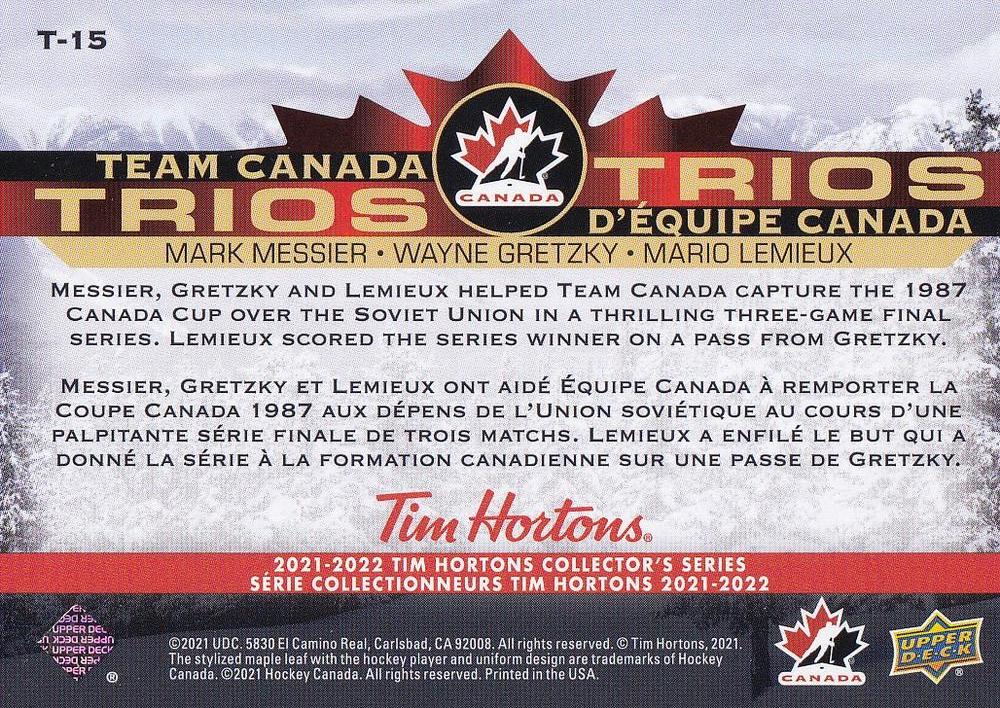 T-15
TEAM CANADA
TRIOS
CANADA
TRIOS
D'ÉQUIPE CANADA
MARK MESSIER • WAYNE GRETZKY • MARIO LEMIEUX
MESSIER, GRETZKY AND LEMIEUX HELPED TEAM CANADA CAPTURE THE 1987
CANADA CUP OVER THE SOVIET UNION IN A THRILLING THREE-GAME FINAL
SERIES. LEMIEUX SCORED THE SERIES WINNER ON A PASS FROM GRETZKY.
MESSIER, GRETZKY ET LEMIEUX ONT AIDÉ ÉQUIPE CANADA À REMPORTER LA
COUPE CANADA 1987 AUX DÉPENS DE L'UNION SOVIÉTIQUE AU COURS D'UNE
PALPITANTE SÉRIE FINALE DE TROIS MATCHS. LEMIEUX A ENFILÉ LE BUT QUI A
DONNÉ LA SÉRIE À LA FORMATION CANADIENNE SUR UNE PASSE DE GRETZKY.
Tim Hortons®
2021-2022 TIM HORTONS COLLECTOR'S SERIES
SÉRIE COLLECTIONNEURS TIM HORTONS 2021-2022
UPPER DECK
®
©2021 UDC. 5830 El Camino Real, Carlsbad, CA 92008. All rights reserved. © Tim Hortons, 2021.
The stylized maple leaf with the hockey player and uniform design are trademarks of Hockey
Canada. ©2021 Hockey Canada. All rights reserved. Printed in the USA.
CANADA
UPPER
D·E·C·K
®